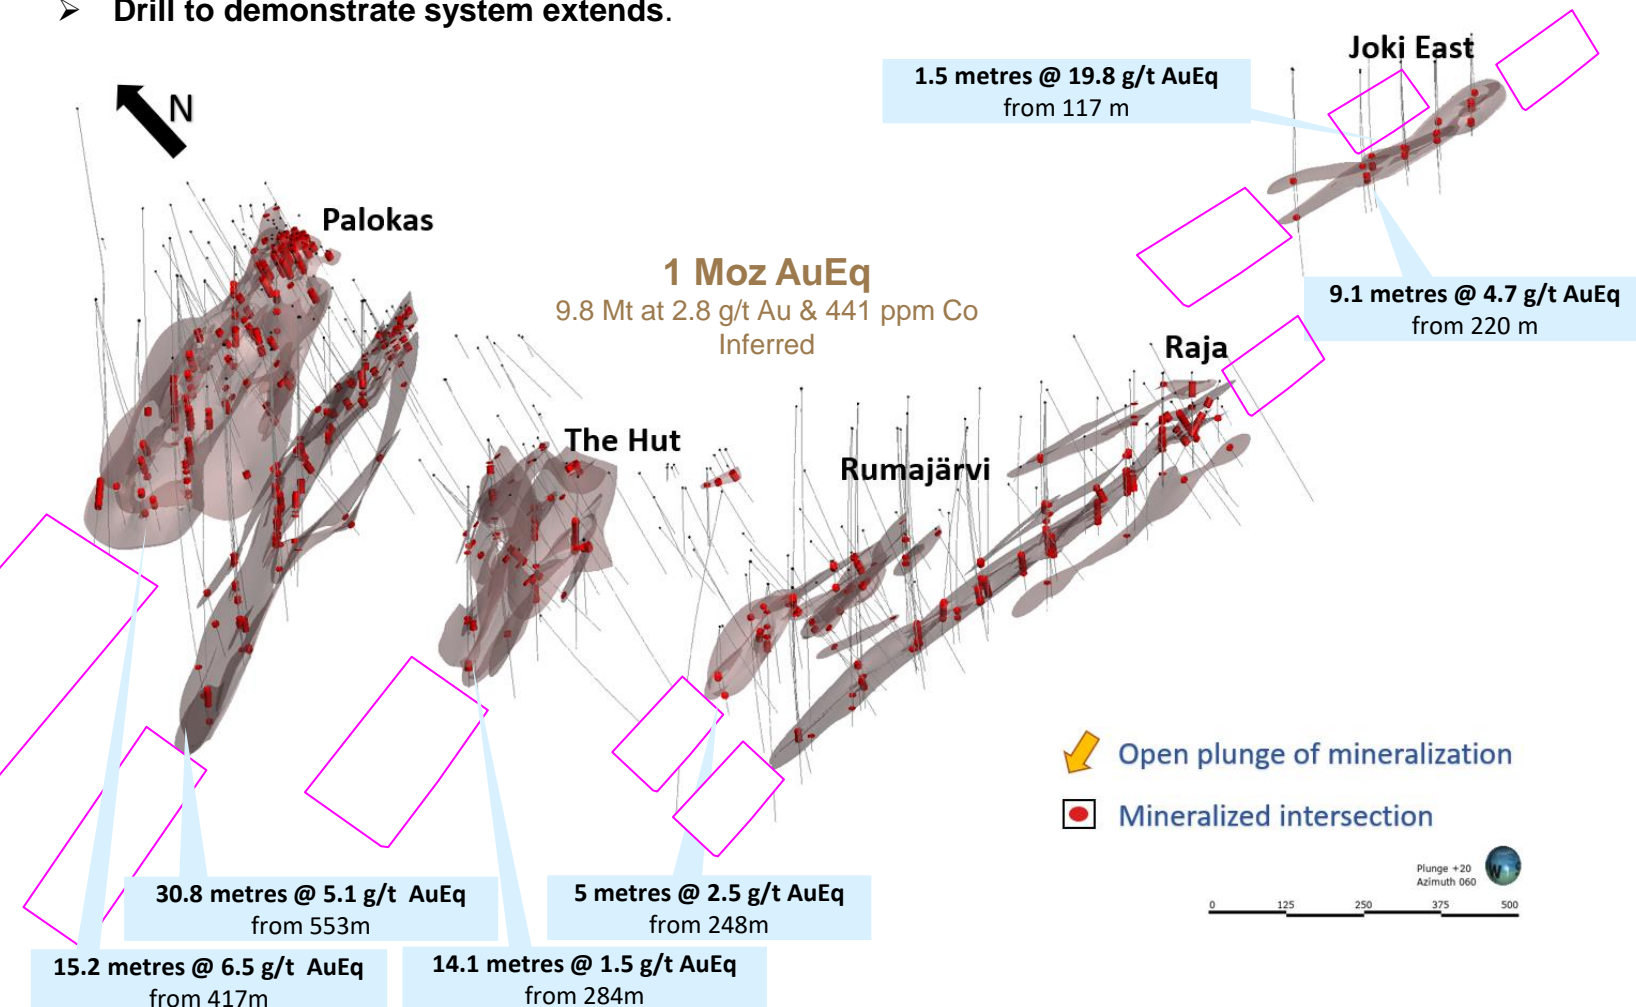 ➢ Drill to demonstrate system extends.
Joki East
1.5 metres @ 19.8 g/t AuEq
from 117 m
N
Palokas
1 Moz AuEq
9.8 Mt at 2.8 g/t Au & 441 ppm Co
Inferred
9.1 metres @ 4.7 g/t AuEq
from 220 m
Raja
The Hut
Rumajärvi
Open plunge of mineralization
Mineralized intersection
Plunge +20
Azimuth 060
W S
0 125 250 375 500
30.8 metres @ 5.1 g/t AuEq
from 553m
5 metres @ 2.5 g/t AuEq
from 248m
15.2 metres @ 6.5 g/t AuEq
from 417m
14.1 metres @ 1.5 g/t AuEq
from 284m